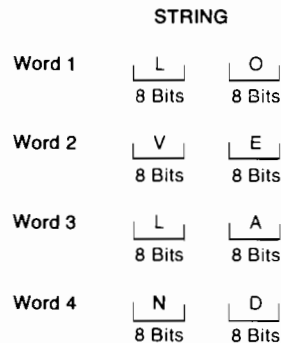 STRING
Word 1 L O
8 Bits 8 Bits
Word 2 V E
8 Bits 8 Bits
Word 3 L A
8 Bits 8 Bits
Word 4 N D
8 Bits 8 Bits